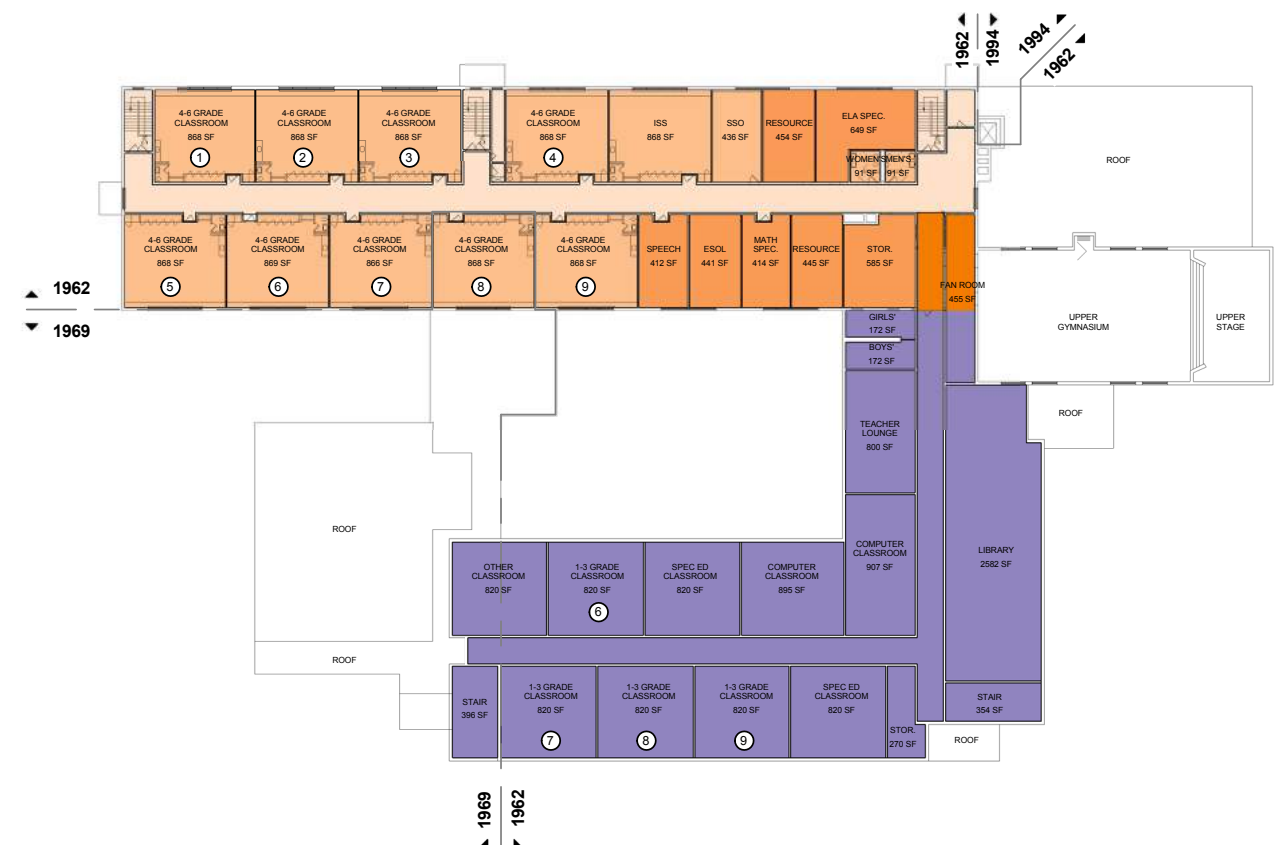 1962
1994
1994
1962
4-6 GRADE
CLASSROOM
868 SF
1
4-6 GRADE
CLASSROOM
868 SF
2
4-6 GRADE
CLASSROOM
868 SF
3
4-6 GRADE
CLASSROOM
868 SF
4
ISS
868 SF
SSO
436 SF
RESOURCE
454 SF
ELA SPEC.
649 SF
WOMEN'S
91 SF
MEN'S
91 SF
ROOF
4-6 GRADE
CLASSROOM
868 SF
5
4-6 GRADE
CLASSROOM
869 SF
6
4-6 GRADE
CLASSROOM
866 SF
7
4-6 GRADE
CLASSROOM
868 SF
8
4-6 GRADE
CLASSROOM
868 SF
9
SPEECH
412 SF
ESOL
441 SF
MATH
SPEC.
414 SF
RESOURCE
445 SF
STOR.
585 SF
FAN ROOM
455 SF
1962
1969
GIRLS'
172 SF
BOYS'
172 SF
UPPER
GYMNASIUM
UPPER
STAGE
TEACHER
LOUNGE
800 SF
ROOF
ROOF
COMPUTER
CLASSROOM
907 SF
LIBRARY
2582 SF
OTHER
CLASSROOM
820 SF
1-3 GRADE
CLASSROOM
820 SF
6
SPEC ED
CLASSROOM
820 SF
COMPUTER
CLASSROOM
895 SF
ROOF
STAIR
396 SF
1-3 GRADE
CLASSROOM
820 SF
7
1-3 GRADE
CLASSROOM
820 SF
8
1-3 GRADE
CLASSROOM
820 SF
9
SPEC ED
CLASSROOM
820 SF
STOR.
270 SF
STAIR
354 SF
ROOF
1969
1962